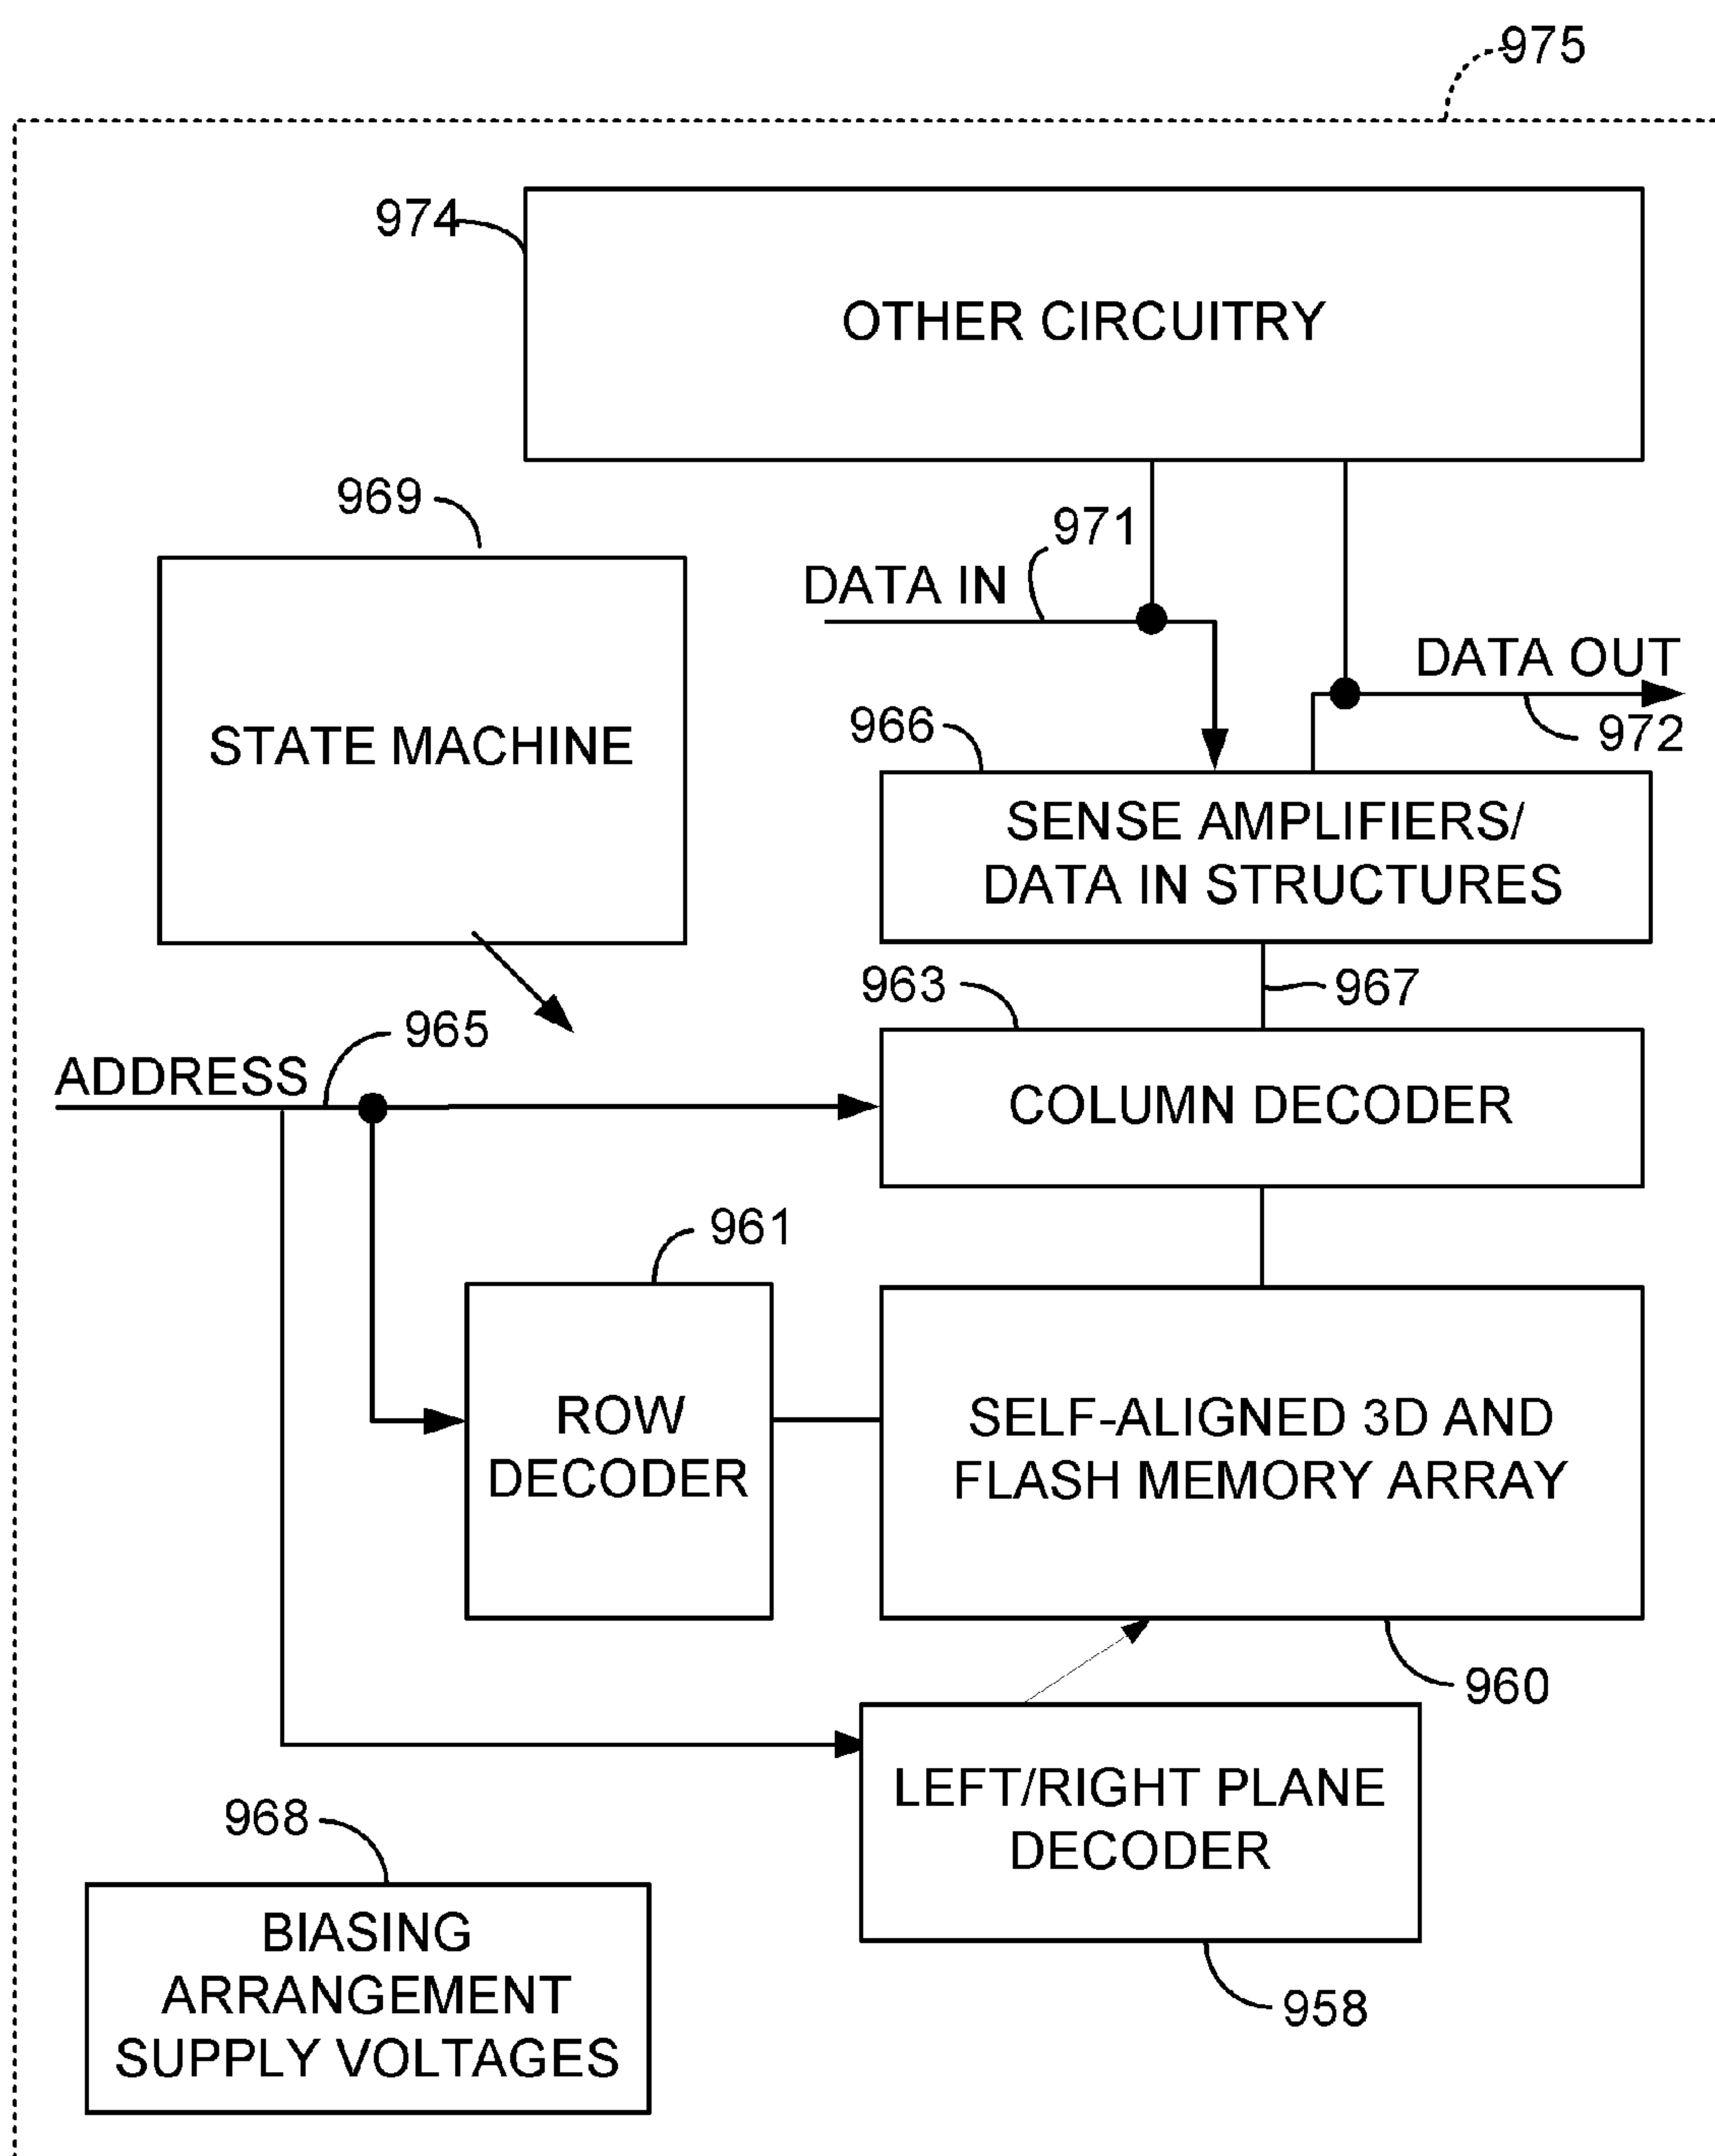 975
974
OTHER CIRCUITRY
969
971
DATA IN
DATA OUT
972
STATE MACHINE
966
SENSE AMPLIFIERS/
DATA IN STRUCTURES
963
967
965
ADDRESS
COLUMN DECODER
961
ROW
DECODER
SELF-ALIGNED 3D AND
FLASH MEMORY ARRAY
960
LEFT/RIGHT PLANE
DECODER
958
968
BIASING
ARRANGEMENT
SUPPLY VOLTAGES